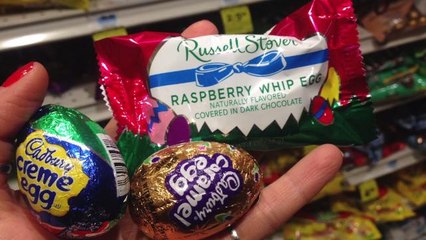 Russell Stover
RASPBERRY WHIP EGG
NATURALLY FLAVORED
COVERED IN DARK CHOCOLATE
Cadbury
creme
egg
Cadbury
caramel
egg